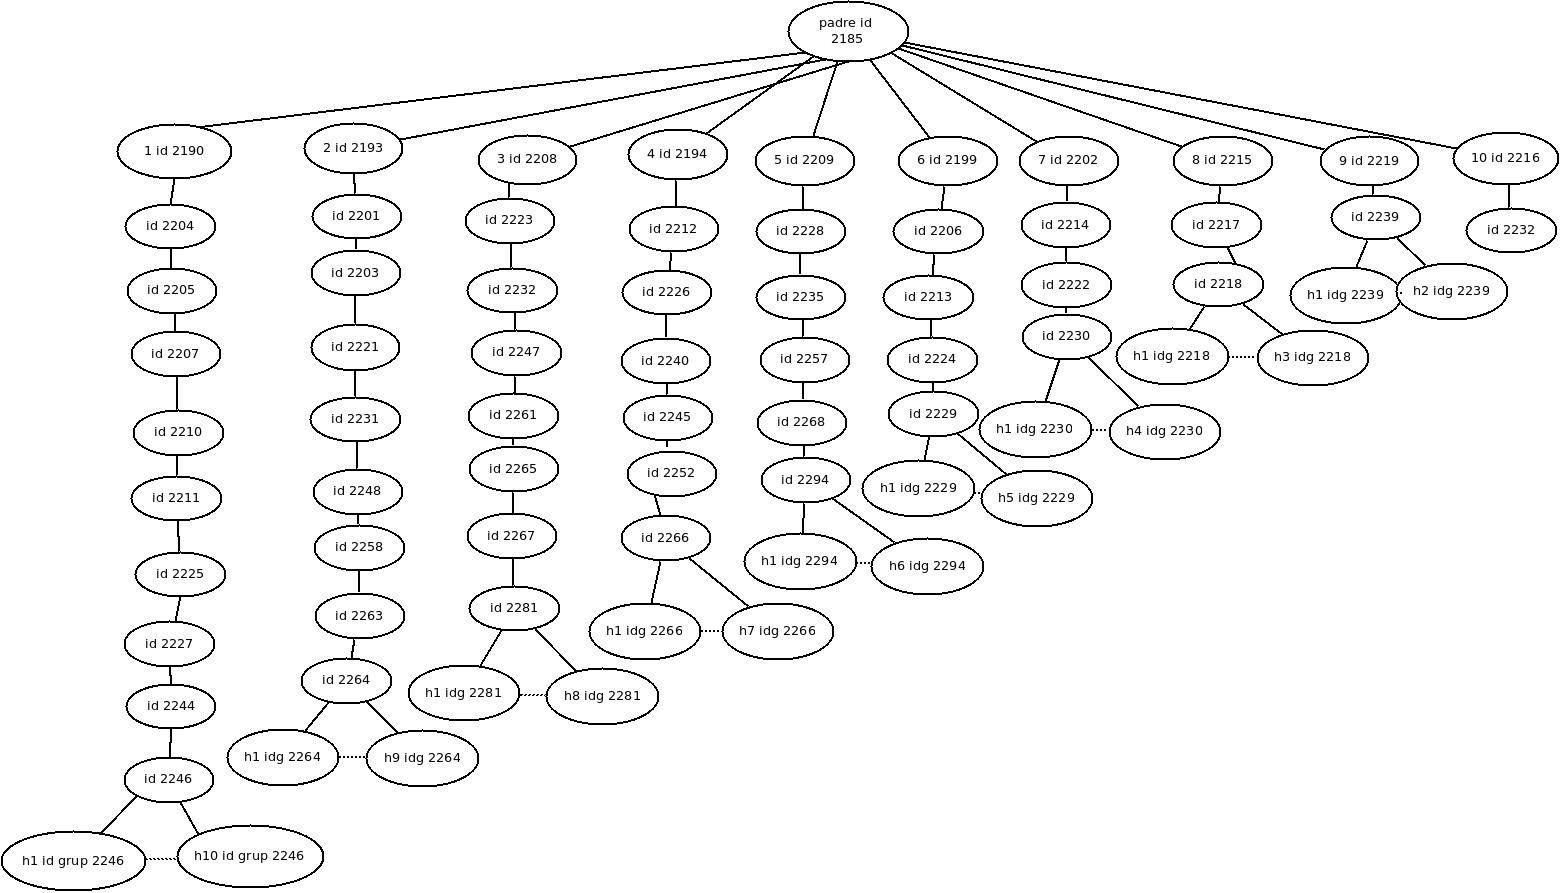 padre id
2185
1 id 2190
2 id 2193
3 id 2208
4 id 2194
5 id 2209
6 id 2199
7 id 2202
8 id 2215
9 id 2219
10 id 2216
id 2204
id 2201
id 2223
id 2212
id 2228
id 2206
id 2214
id 2217
id 2239
id 2232
id 2205
id 2203
id 2232
id 2226
id 2235
id 2213
id 2222
id 2218
h1 idg 2239
h2 idg 2239
id 2207
id 2221
id 2247
id 2240
id 2257
id 2224
id 2230
h1 idg 2218
h3 idg 2218
id 2210
id 2231
id 2261
id 2245
id 2268
id 2229
h1 idg 2230
h4 idg 2230
id 2211
id 2248
id 2265
id 2252
id 2294
h1 idg 2229
h5 idg 2229
id 2225
id 2258
id 2267
id 2266
h1 idg 2294
h6 idg 2294
id 2227
id 2263
id 2281
h1 idg 2266
h7 idg 2266
id 2244
id 2264
h1 idg 2281
h8 idg 2281
id 2246
h1 idg 2264
h9 idg 2264
h1 id grup 2246
h10 id grup 2246